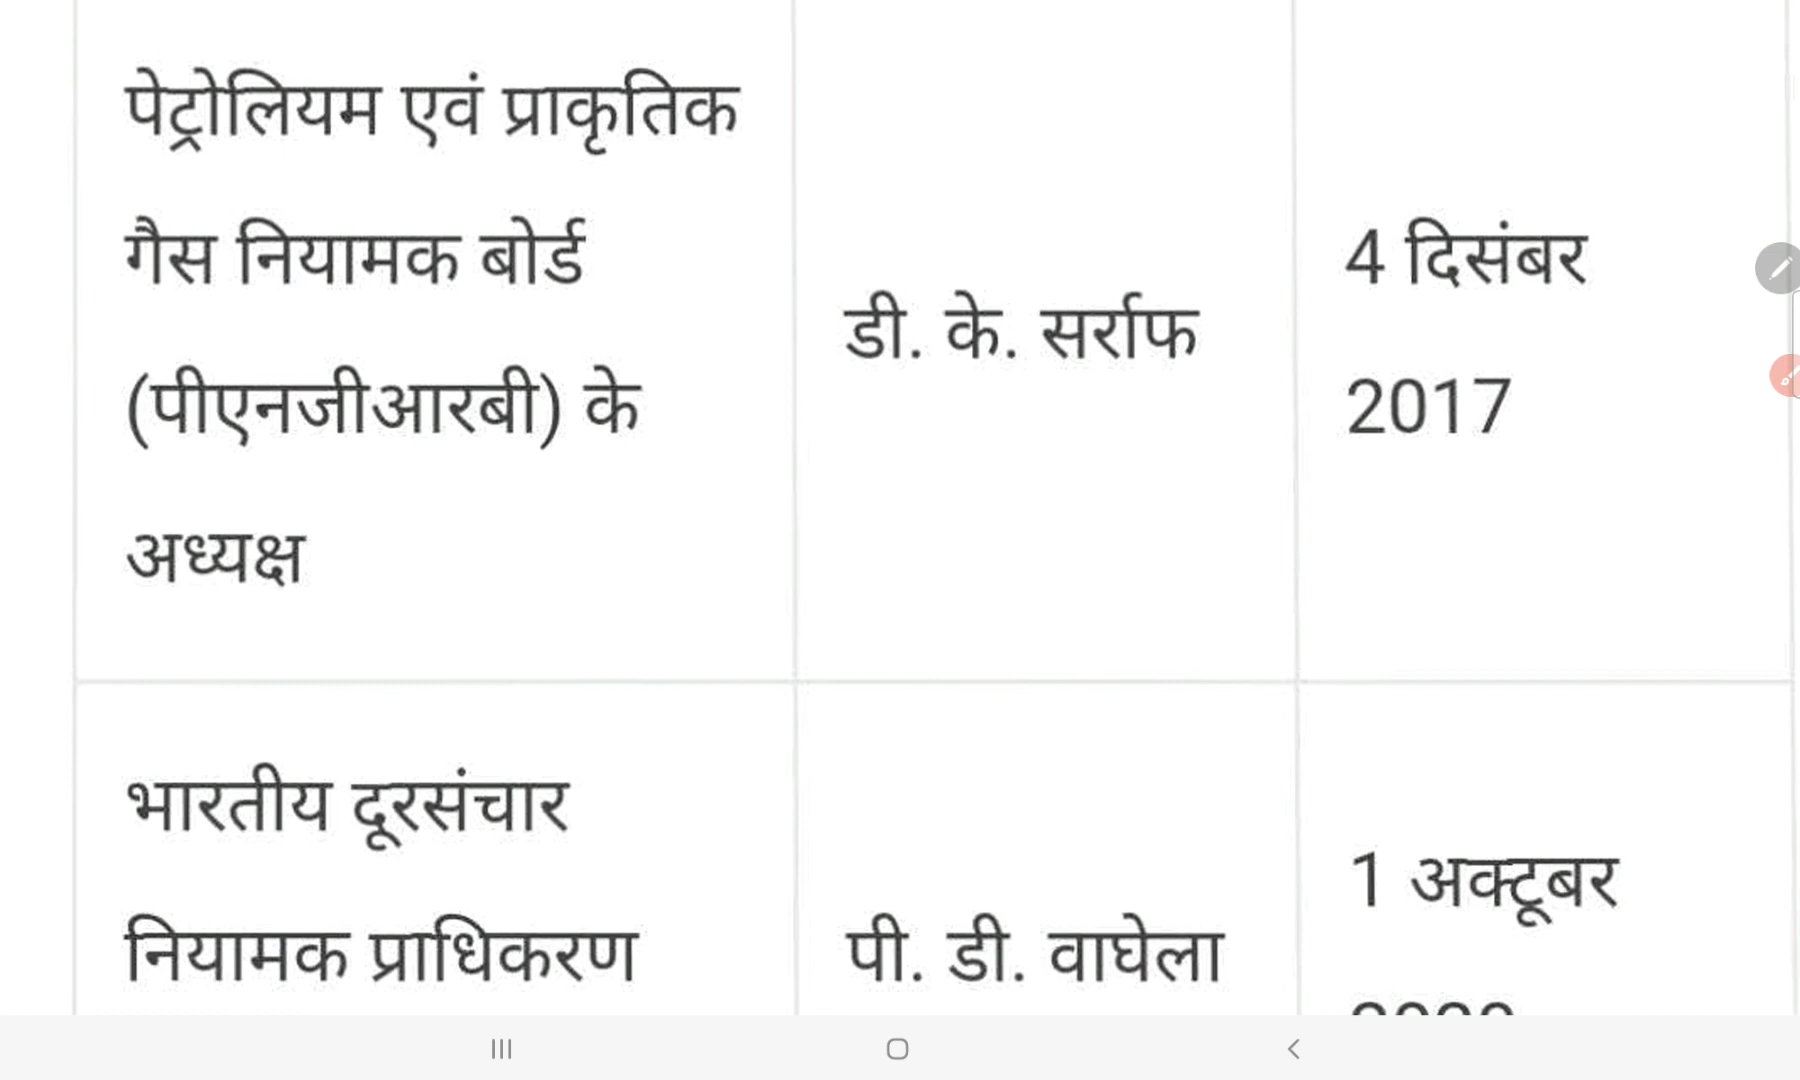 पेट्रोलियम एवं प्राकृतिक
गैस नियामक बोर्ड
(पीएनजीआरबी) के
अध्यक्ष
डी. के. सर्राफ
4 दिसंबर
2017
भारतीय दूरसंचार
नियामक प्राधिकरण
पी. डी. वाघेला
1 अक्टूबर